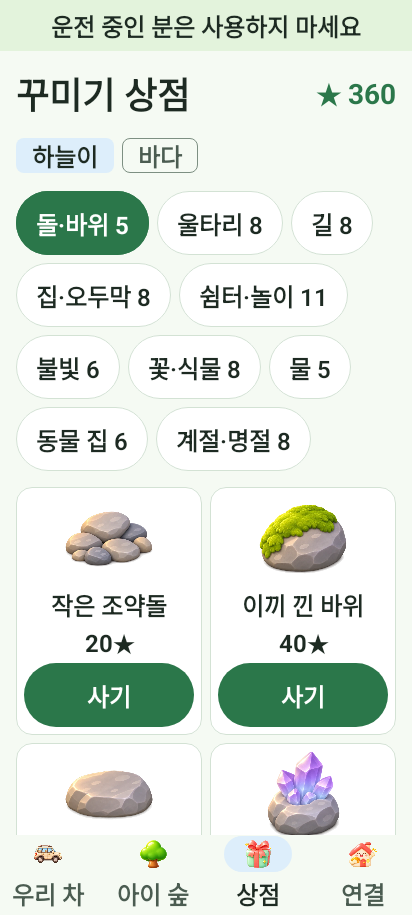 운전 중인 분은 사용하지 마세요
꾸미기 상점 ★ 360
하늘이 바다
돌·바위 5 울타리 8 길 8
집·오두막 8 쉼터·놀이 11
불빛 6 꽃·식물 8 물 5
동물 집 6 계절·명절 8
작은 조약돌 이끼 낀 바위
20★ 40★
사기 사기
우리 차 아이 숲 상점 연결